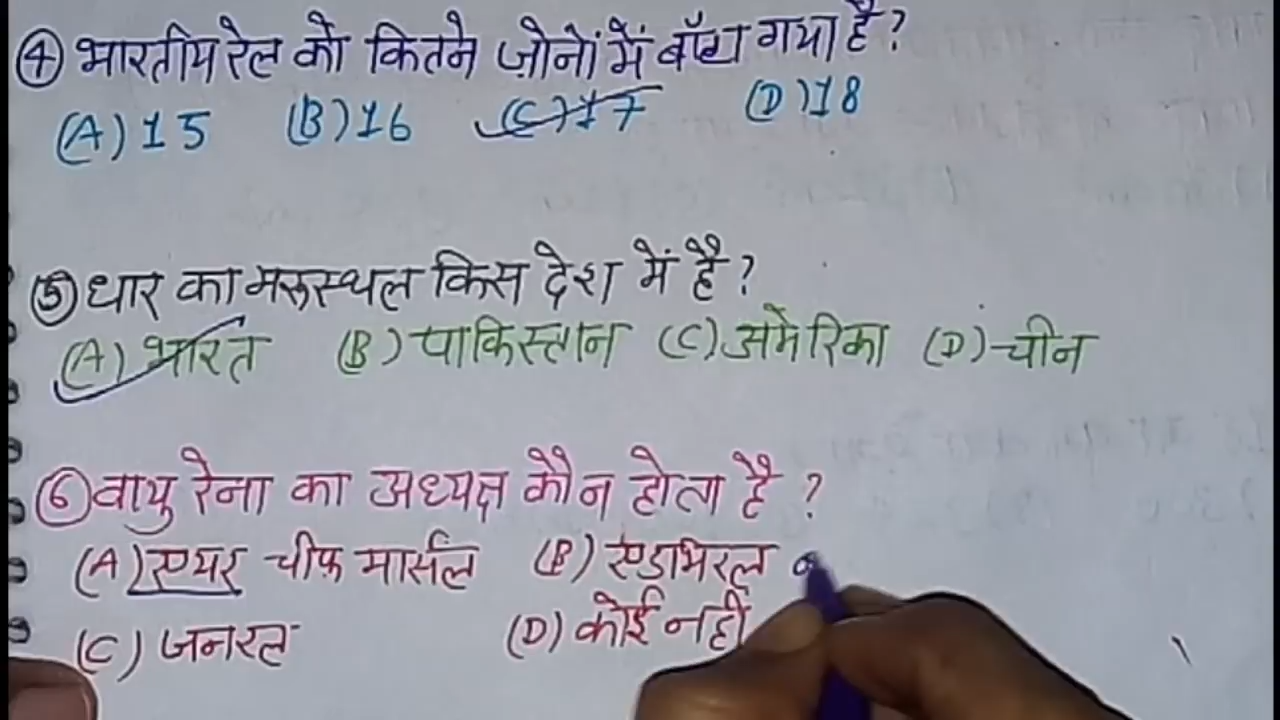 ④ भारतीय रेल को कितने ज़ोनों में बाँटा गया है?
(A) 15 (B) 16 (C) 17 (D) 18
⑤ थार का मरूस्थल किस देश में है?
(A) भारत (B) पाकिस्तान (C) अमेरिका (D) चीन
⑥ वायु रेना का अध्यक्ष कौन होता है ?
(A) एयर चीफ़ मार्सल (B) एडमिरल
(C) जनरल (D) कोई नही